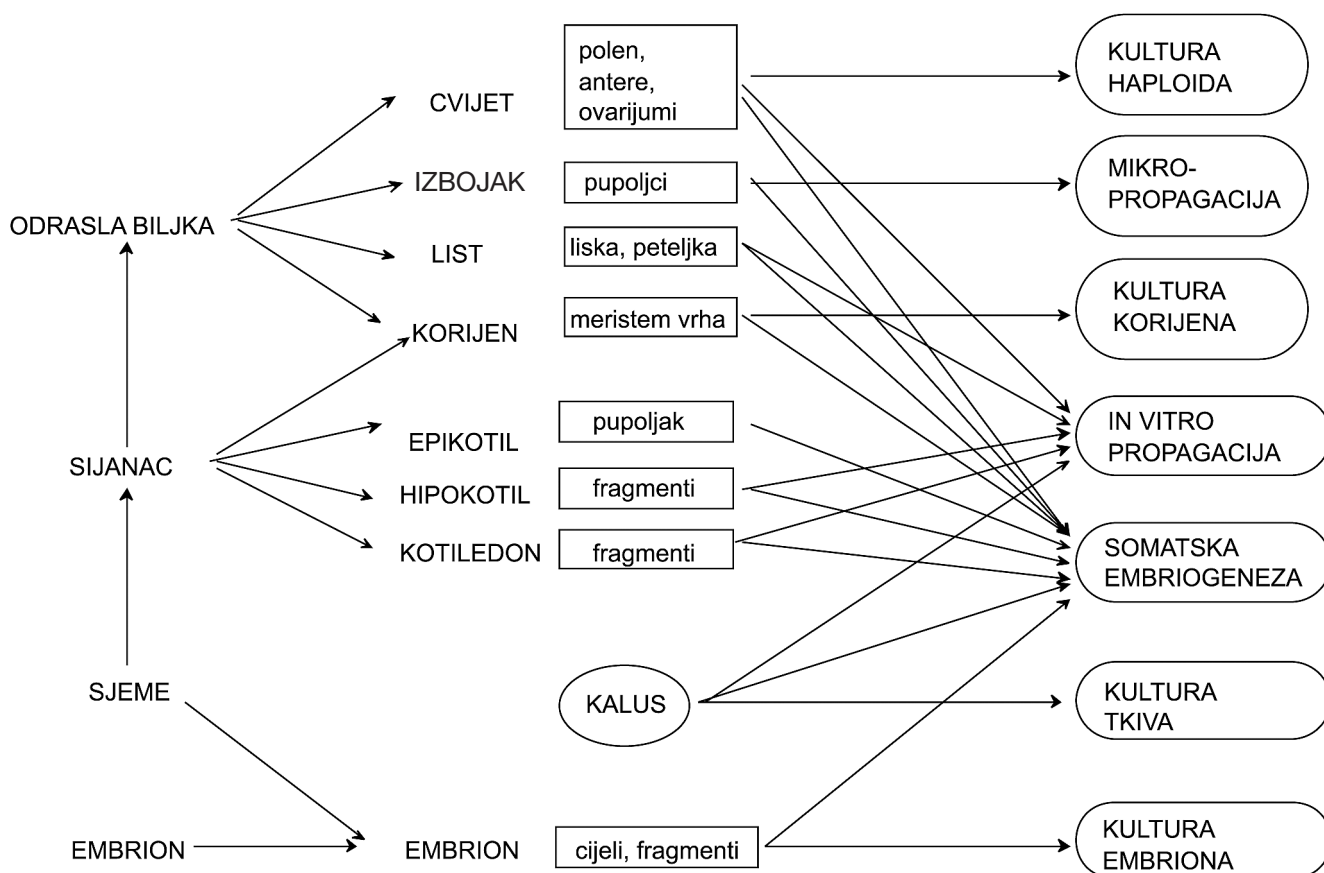 polen,
antere,
ovarijumi
KULTURA
HAPLOIDA
CVIJET
IZBOJAK
pupoljci
MIKRO-
PROPAGACIJA
ODRASLA BILJKA
LIST
liska, peteljka
KORIJEN
meristem vrha
KULTURA
KORIJENA
EPIKOTIL
pupoljak
IN VITRO
PROPAGACIJA
SIJANAC
HIPOKOTIL
fragmenti
KOTILEDON
fragmenti
SOMATSKA
EMBRIOGENEZA
SJEME
KALUS
KULTURA
TKIVA
EMBRION
EMBRION
cijeli, fragmenti
KULTURA
EMBRIONA